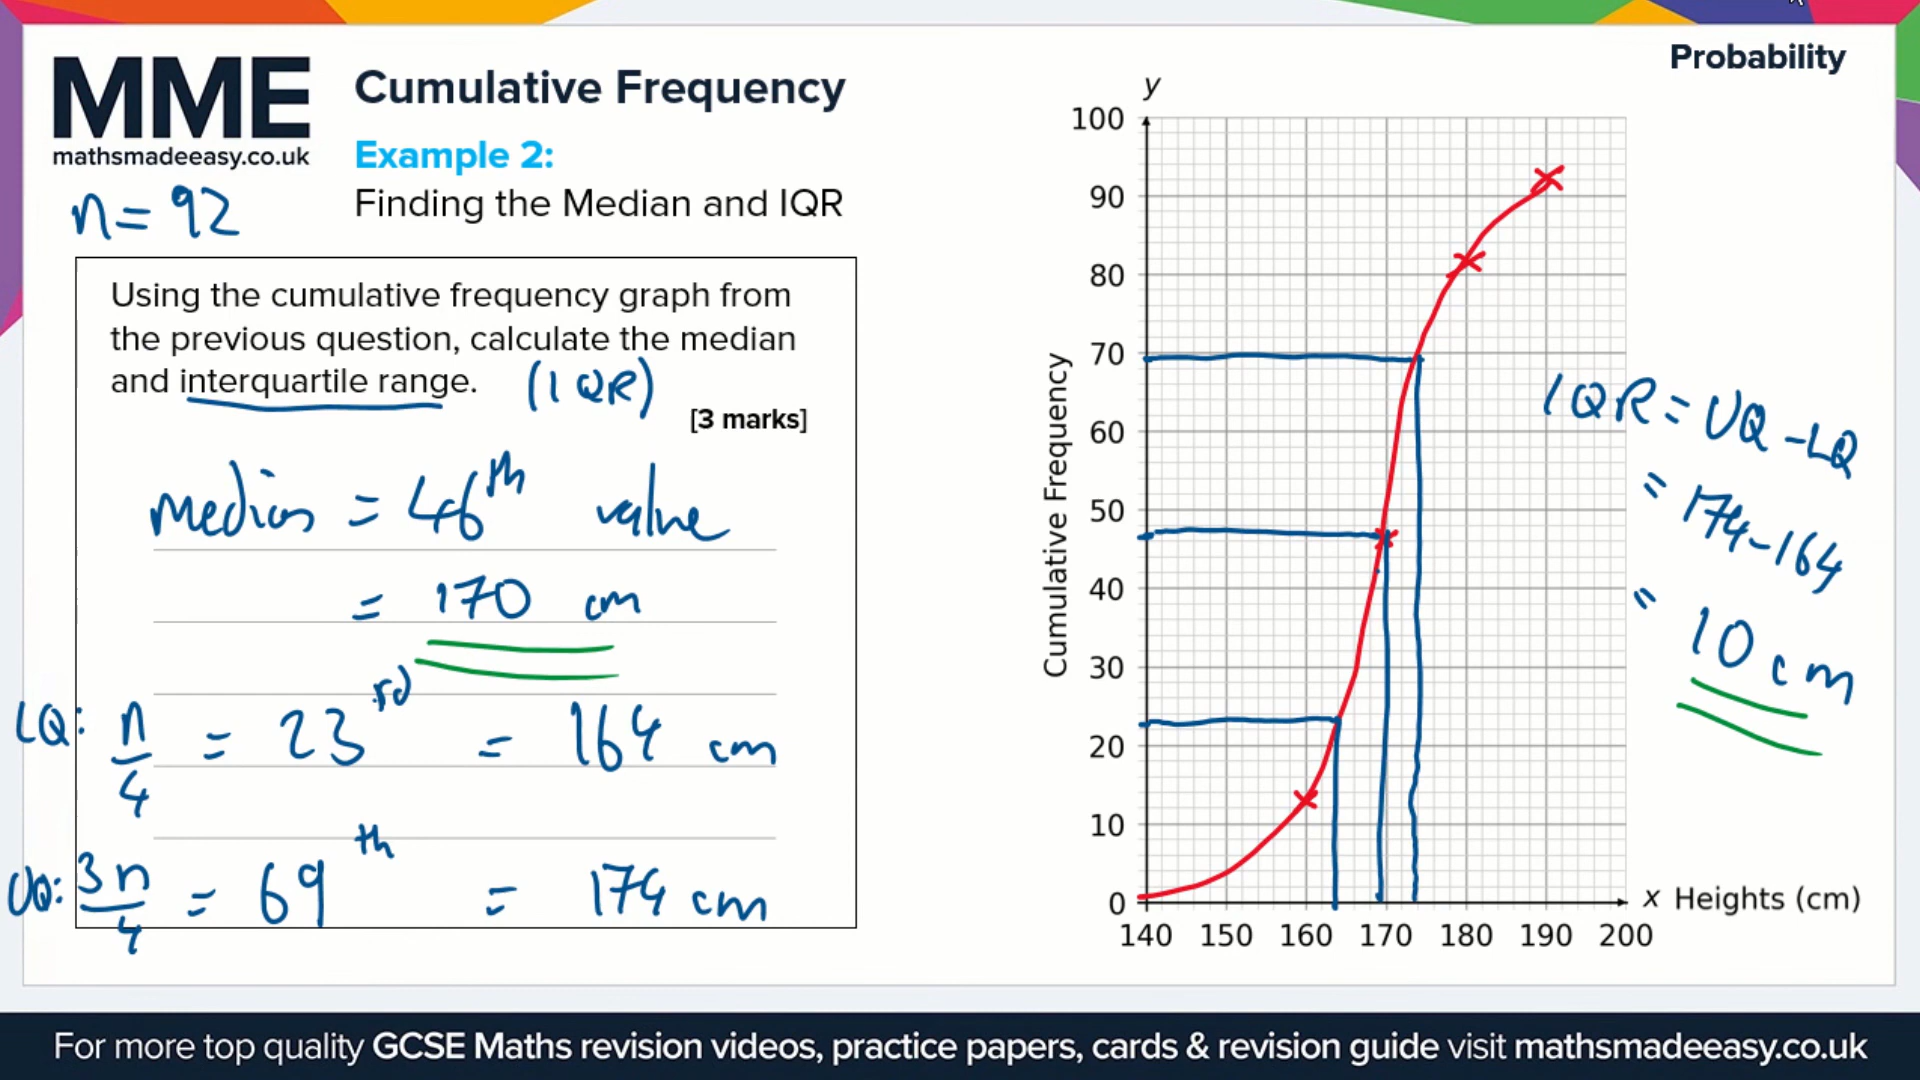 Probability
MME
mathsmadeeasy.co.uk
Cumulative Frequency
Example 2:
Finding the Median and IQR
n = 92
Using the cumulative frequency graph from
the previous question, calculate the median
and interquartile range. (IQR)
[3 marks]
median = 46th value
= 170 cm
LQ: n/4 = 23rd = 164 cm
UQ: 3n/4 = 69th = 174 cm
y
100
90
80
70
60
50
40
30
20
10
0
Cumulative Frequency
140 150 160 170 180 190 200
x Heights (cm)
IQR = UQ - LQ
= 174 - 164
= 10 cm
For more top quality GCSE Maths revision videos, practice papers, cards & revision guide visit mathsmadeeasy.co.uk